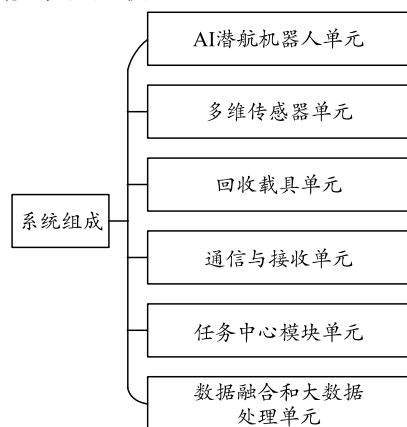 AI潜航机器人单元
多维传感器单元
回收载具单元
系统组成
通信与接收单元
任务中心模块单元
数据融合和大数据
处理单元